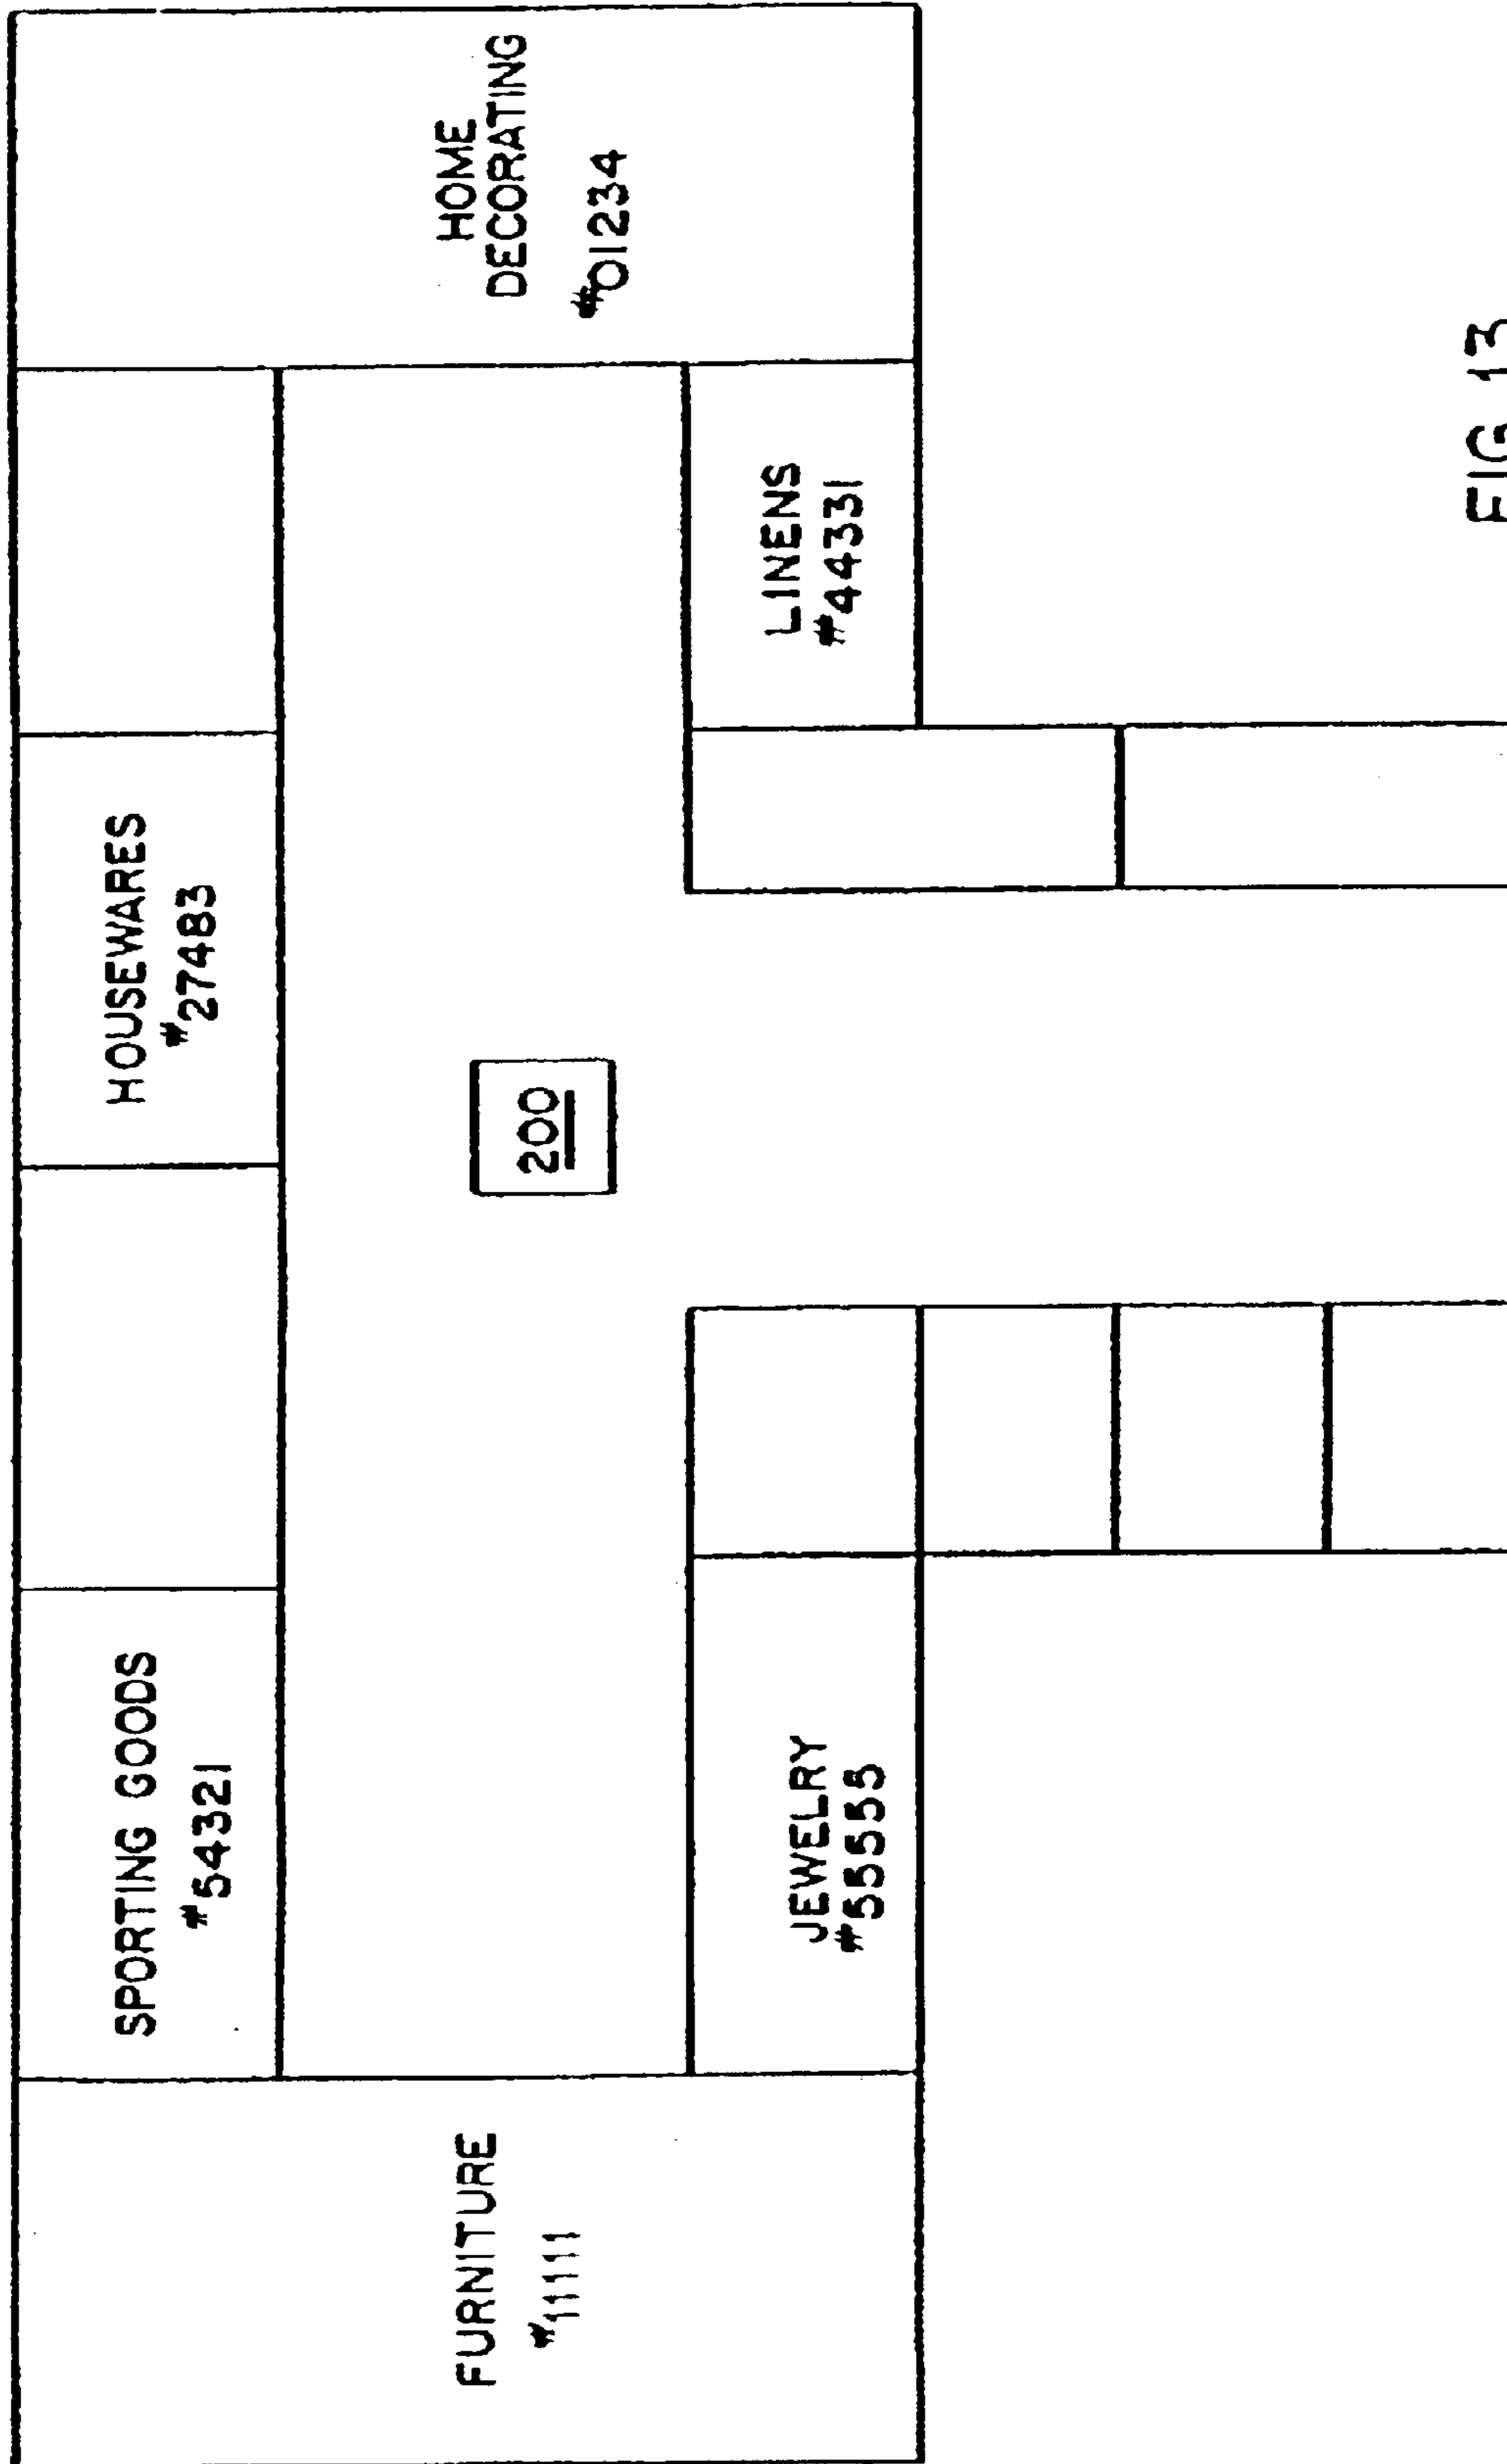 FURNITURE
#11111
SPORTING GOODS
#54321
HOUSEWARES
#27483
HOME
DECORATING
#01234
200
JEWELRY
#55555
LINENS
#44331
FIG 13